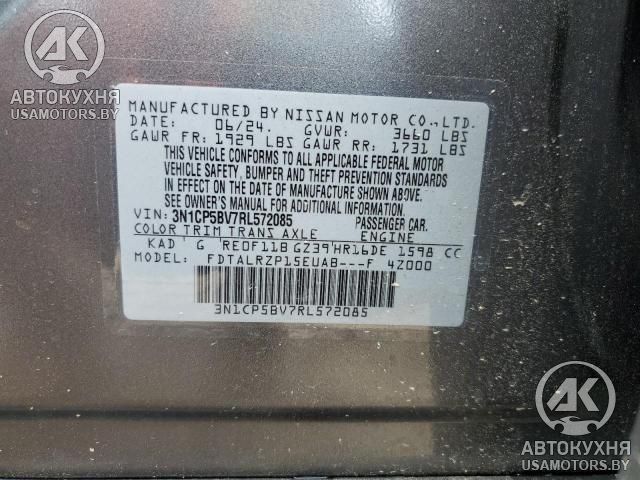 AK
АВТОКУХНЯ
USAMOTORS.BY
MANUFACTURED BY NISSAN MOTOR CO.,LTD.
DATE: 06/24. GVWR: 3660 LBS
GAWR FR: 1929 LBS GAWR RR: 1731 LBS
THIS VEHICLE CONFORMS TO ALL APPLICABLE FEDERAL MOTOR
VEHICLE SAFETY, BUMPER AND THEFT PREVENTION STANDARDS
IN EFFECT ON THE DATE OF MANUFACTURE SHOWN ABOVE.
SEE OWNER'S MANUAL FOR ADDITIONAL INFORMATION.
VIN: 3N1CP5BV7RL572085 PASSENGER CAR.
COLOR TRIM TRANS AXLE ENGINE
KAD G RE0F11B GZ39 HR16DE 1598 CC
MODEL: FDTALRZP15EUAB---F 4Z000
3N1CP5BV7RL572085
AK
АВТОКУХНЯ
USAMOTORS.BY